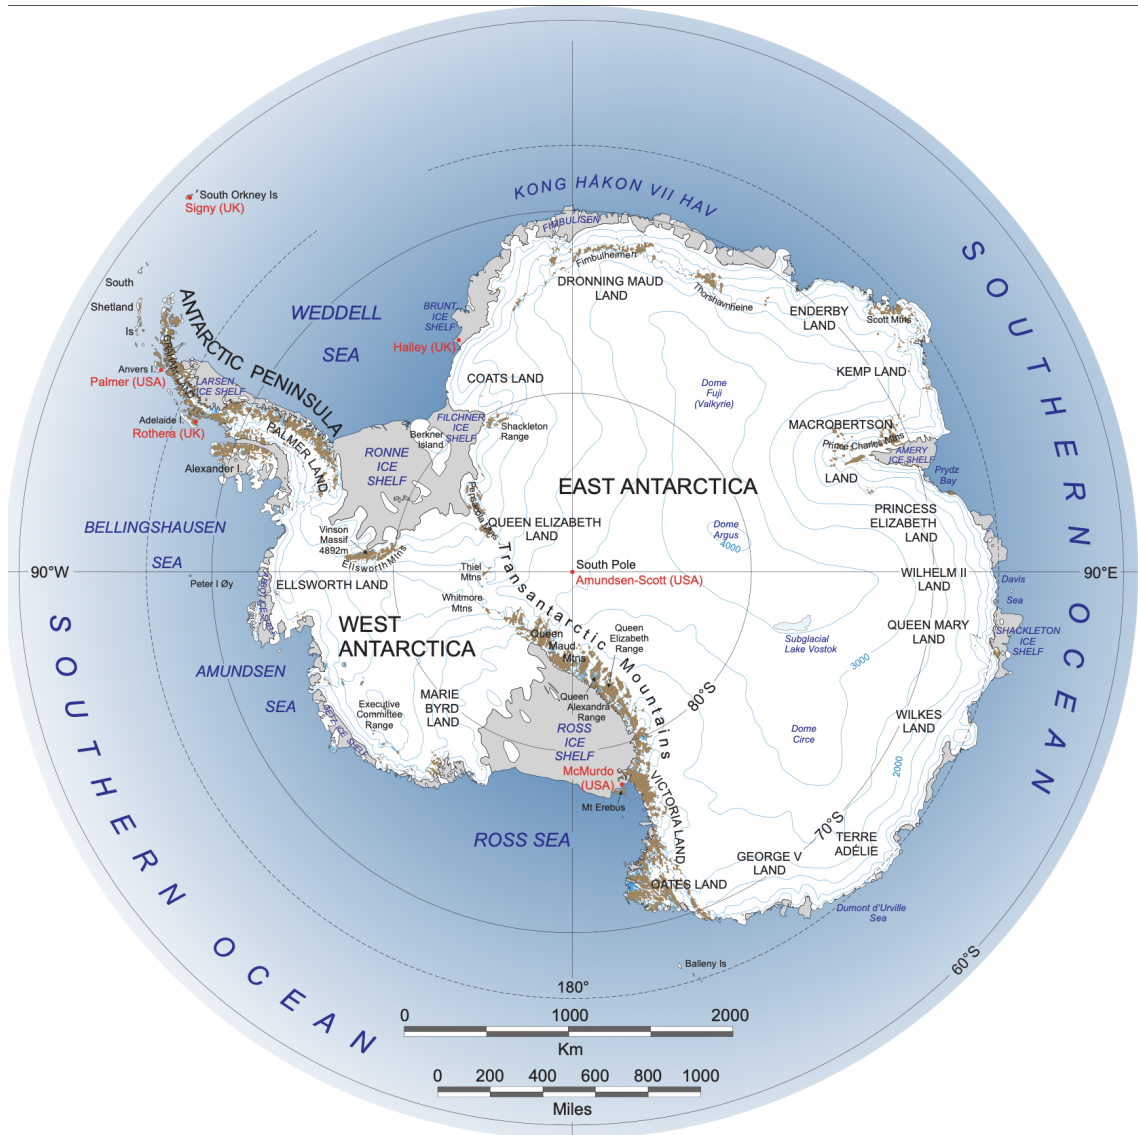 KONG HÅKON VII HAV
South Orkney Is
Signy (UK)
FIMBULISEN
SOUTHERN OCEAN
Fimbulheimen
South
Shetland
Is
DRONNING MAUD
LAND
Thorshavnheine
ANTARCTIC PENINSULA
WEDDELL
SEA
BRUNT
ICE
SHELF
ENDERBY
LAND
Scott Mtns
Halley (UK)
Anvers I.
Palmer (USA)
LARSEN
ICE SHELF
COATS LAND
Dome
Fuji
(Valkyrie)
KEMP LAND
Adelaide I.
Rothera (UK)
PALMER LAND
Berkner
Island
FILCHNER
ICE
SHELF
Shackleton
Range
MACROBERTSON
Prince Charles Mtns
LAND
AMERY
ICE SHELF
Prydz
Bay
Alexander I.
RONNE
ICE
SHELF
EAST ANTARCTICA
Pensacola Mtns
BELLINGSHAUSEN
SEA
Vinson
Massif
4892m
Ellsworth Mtns
QUEEN ELIZABETH
LAND
Dome
Argus
4000
PRINCESS
ELIZABETH
LAND
90°W
Peter I Øy
ELLSWORTH LAND
Thiel
Mtns
South Pole
Amundsen-Scott (USA)
WILHELM II
LAND
Davis
Sea
90°E
Whitmore
Mtns
Transantarctic Mountains
WEST
ANTARCTICA
Queen
Maud
Mtns
Queen
Elizabeth
Range
Subglacial
Lake Vostok
3000
QUEEN MARY
LAND
SHACKLETON
ICE
SHELF
SOUTHERN OCEAN
AMUNDSEN
SEA
Executive
Committee
Range
MARIE
BYRD
LAND
Queen
Alexandra
Range
80°S
ROSS
ICE
SHELF
Dome
Circe
WILKES
LAND
2000
McMurdo
(USA)
Mt Erebus
VICTORIA LAND
ROSS SEA
70°S
TERRE
ADÉLIE
GEORGE V
LAND
OATES LAND
Dumont d'Urville
Sea
Balleny Is
60°S
180°
0 1000 2000
Km
0 200 400 600 800 1000
Miles